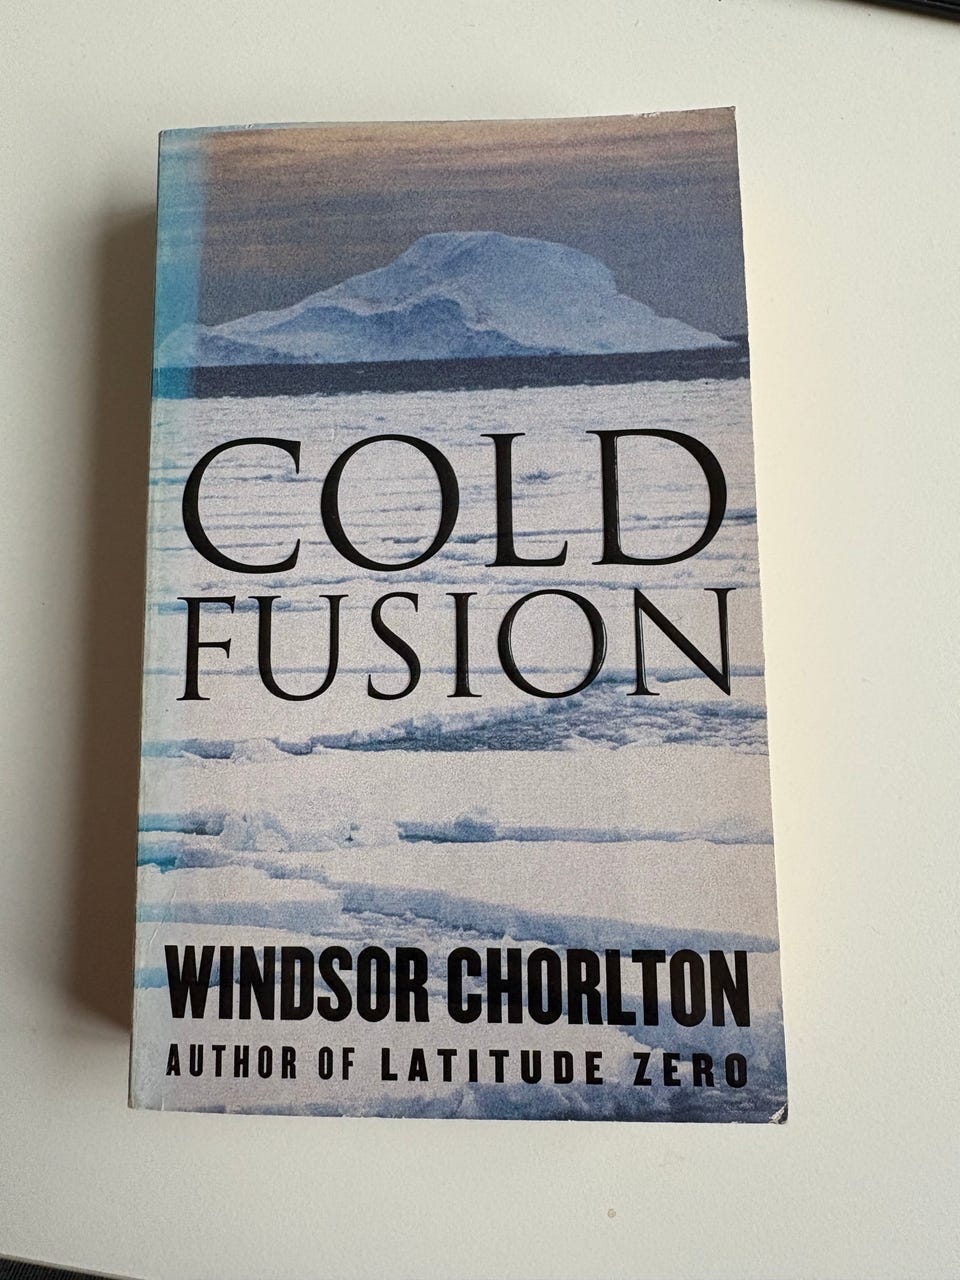 COLD
FUSION
WINDSOR CHORLTON
AUTHOR OF LATITUDE ZERO